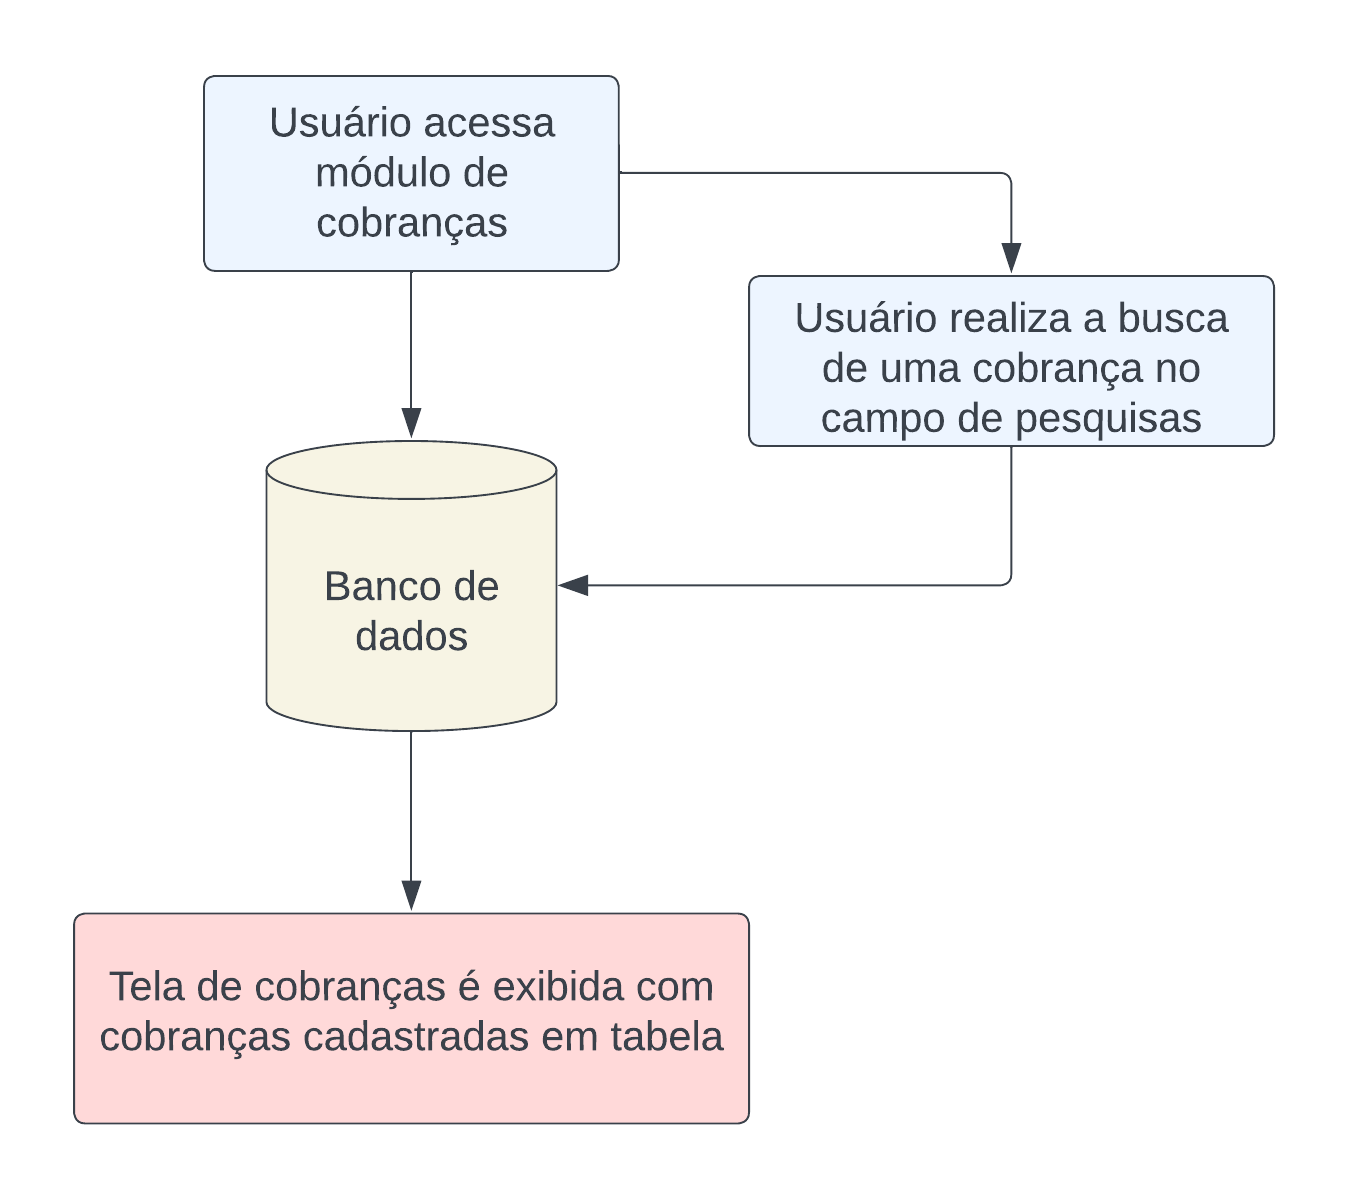 Usuário acessa
módulo de
cobranças
Usuário realiza a busca
de uma cobrança no
campo de pesquisas
Banco de
dados
Tela de cobranças é exibida com
cobranças cadastradas em tabela